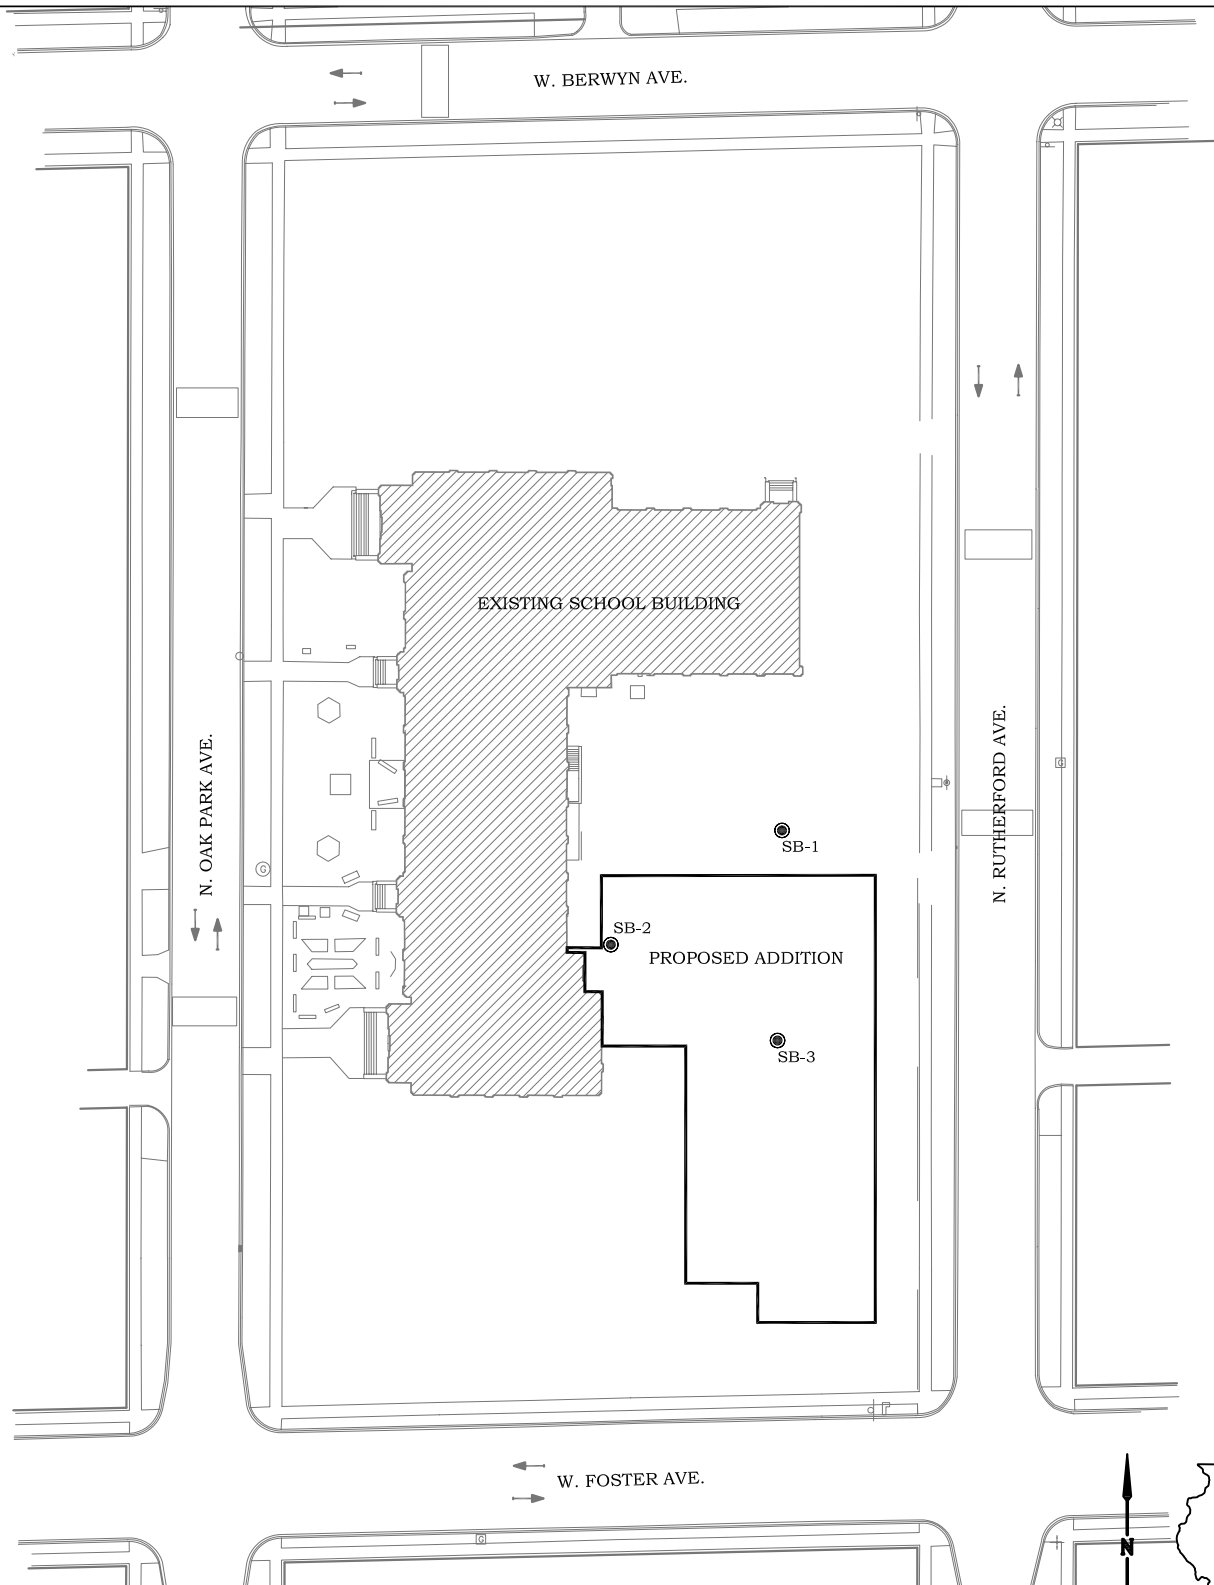 W. BERWYN AVE.
EXISTING SCHOOL BUILDING
N. OAK PARK AVE.
N. RUTHERFORD AVE.
G
SB-1
G
SB-2
PROPOSED ADDITION
SB-3
W. FOSTER AVE.
G
N